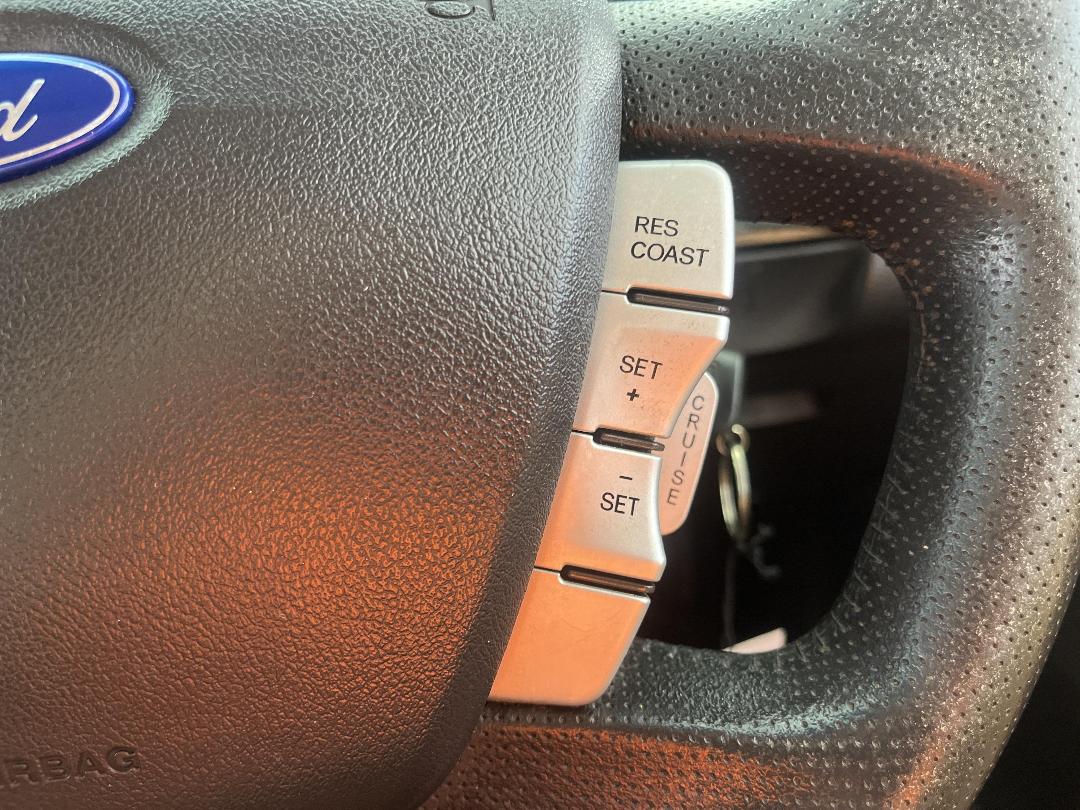 d
RES
COAST
SET
+
CRUISE
-
SET
RBAG